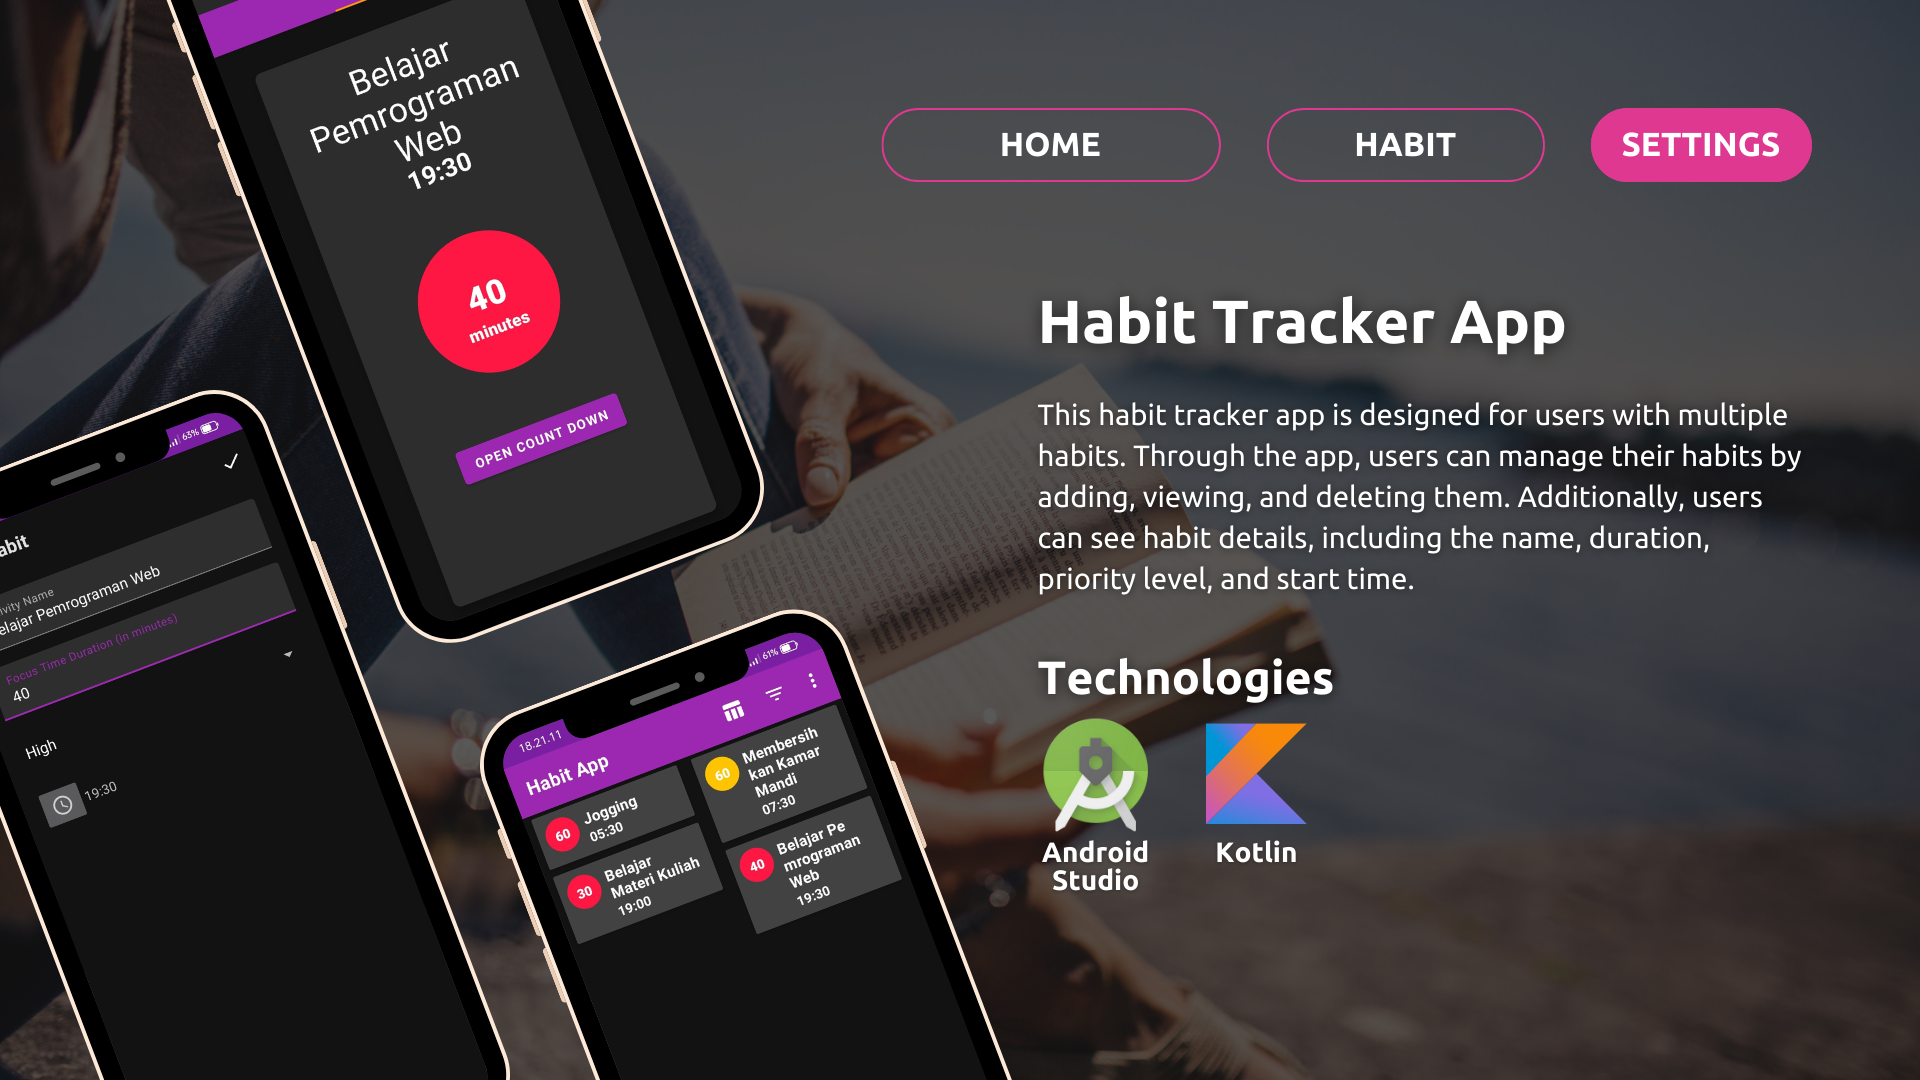 Belajar
Pemrograman
Web
19:30
40
minutes
OPEN COUNT DOWN
HOME
HABIT
SETTINGS
Habit Tracker App
This habit tracker app is designed for users with multiple
habits. Through the app, users can manage their habits by
adding, viewing, and deleting them. Additionally, users
can see habit details, including the name, duration,
priority level, and start time.
Technologies
Android
Studio
Kotlin
63%
abit
ivity Name
elajar Pemrograman Web
Focus Time Duration (in minutes)
40
High
19:30
18.21.11
61%
Habit App
60
Jogging
05:30
60
Membersih
kan Kamar
Mandi
07:30
30
Belajar
Materi Kuliah
19:00
40
Belajar Pe
mrograman
Web
19:30